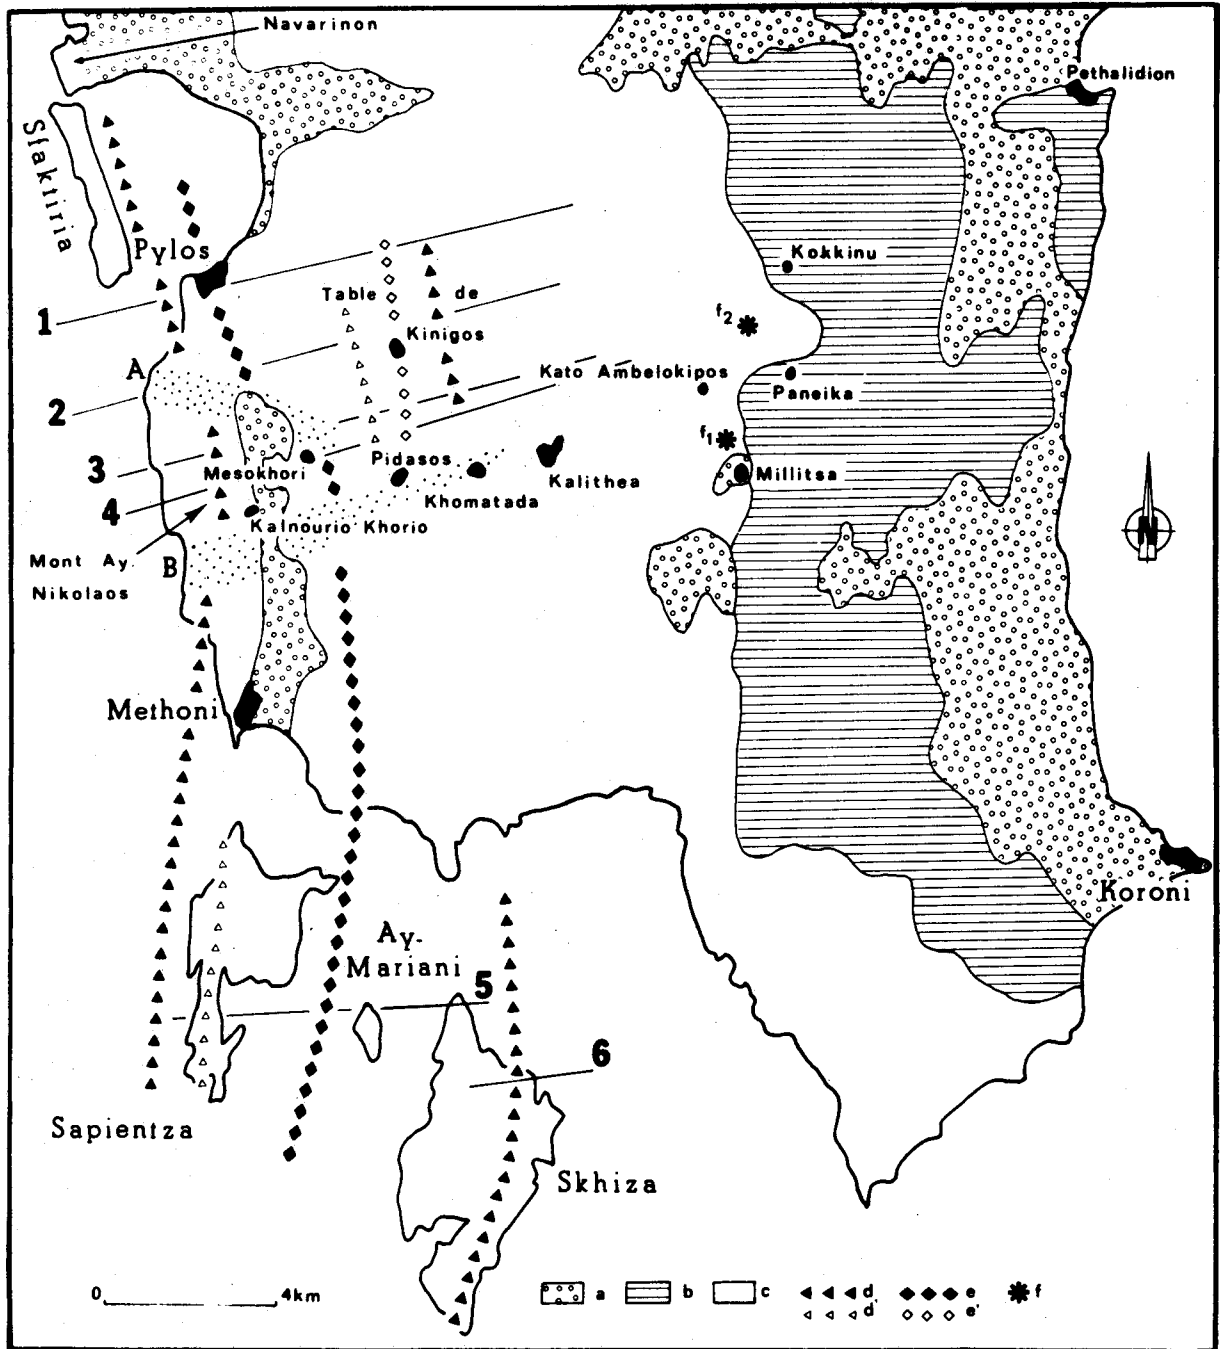 Navarinon
Pethalidion
Sfaktiria
Pylos
Kokkinu
Table de
1
f2
Kinigos
A
Kato Ambelokipos
Paneika
2
f1
3
Mesokhori
Pidasos
Kalithea
Millitsa
Khomatada
4
Kalnourio Khorio
N
Mont Ay.
Nikolaos
B
Methoni
Koroni
Ay-
Mariani
5
6
Sapientza
Skhiza
0 4km
a b c d e f
d' e'